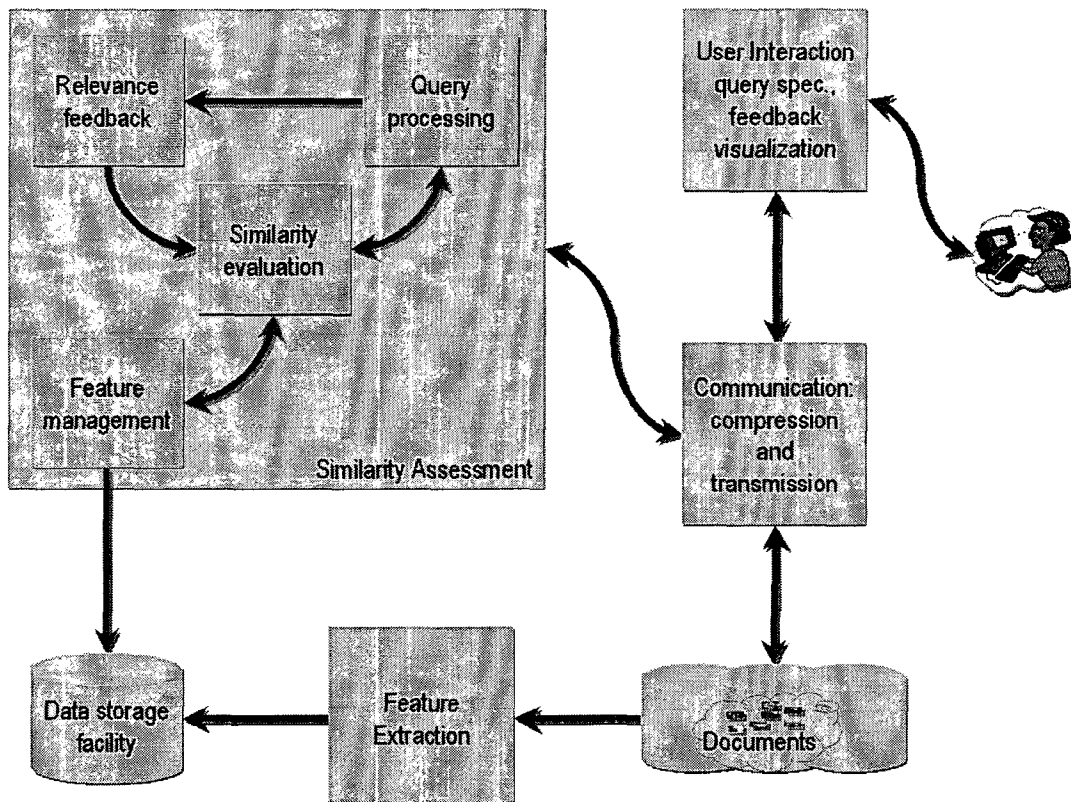 Relevance
feedback
Query
processing
Similarity
evaluation
Feature
management
Similarity Assessment
User Interaction
query spec.,
feedback
visualization
Communication:
compression
and
transmission
Data storage
facility
Feature
Extraction
Documents